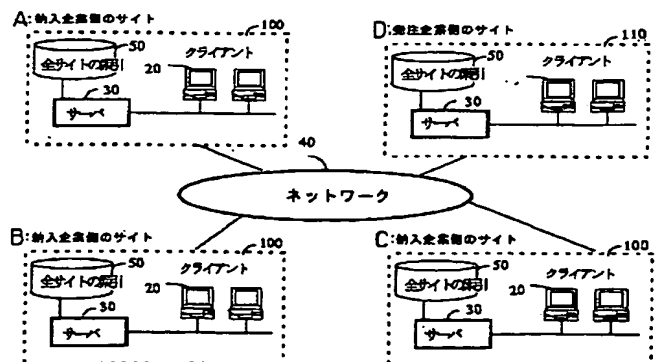 A:納入企業側のサイト
100
50
全サイトの索引
クライアント
20
30
サーバ
D:発注企業側のサイト
110
50
全サイトの索引
クライアント
30
サーバ
40
ネットワーク
B:納入企業側のサイト
100
50
全サイトの索引
クライアント
20
30
サーバ
C:納入企業側のサイト
100
50
全サイトの索引
クライアント
20
30
サーバ